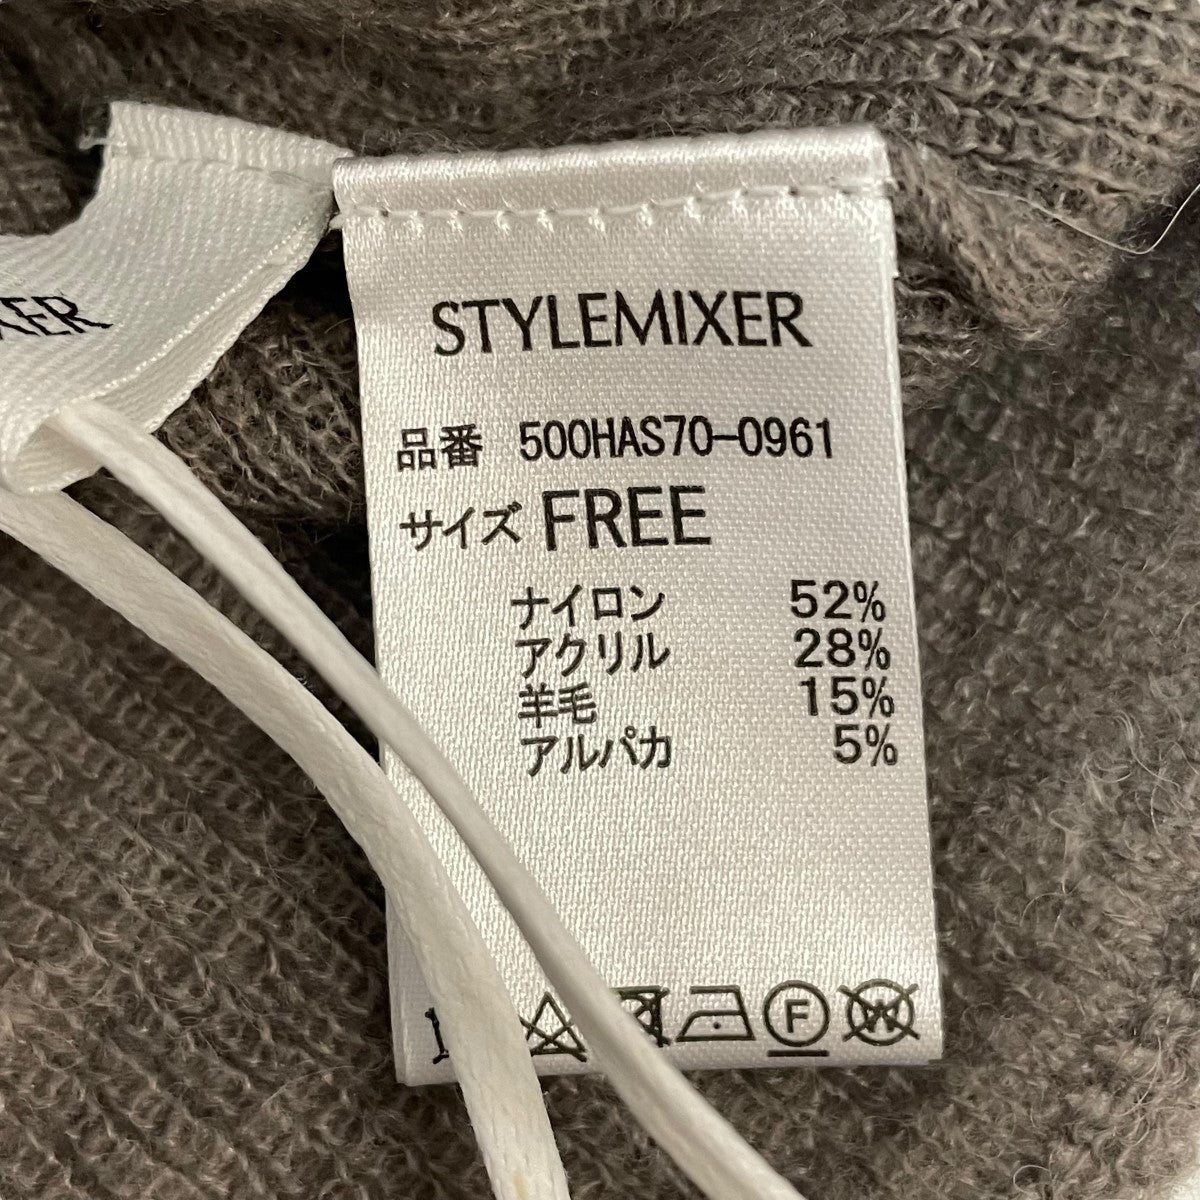 STYLEMIXER
品番 500HAS70-0961
サイズ FREE
ナイロン 52%
アクリル 28%
羊毛 15%
アルパカ 5%
F W